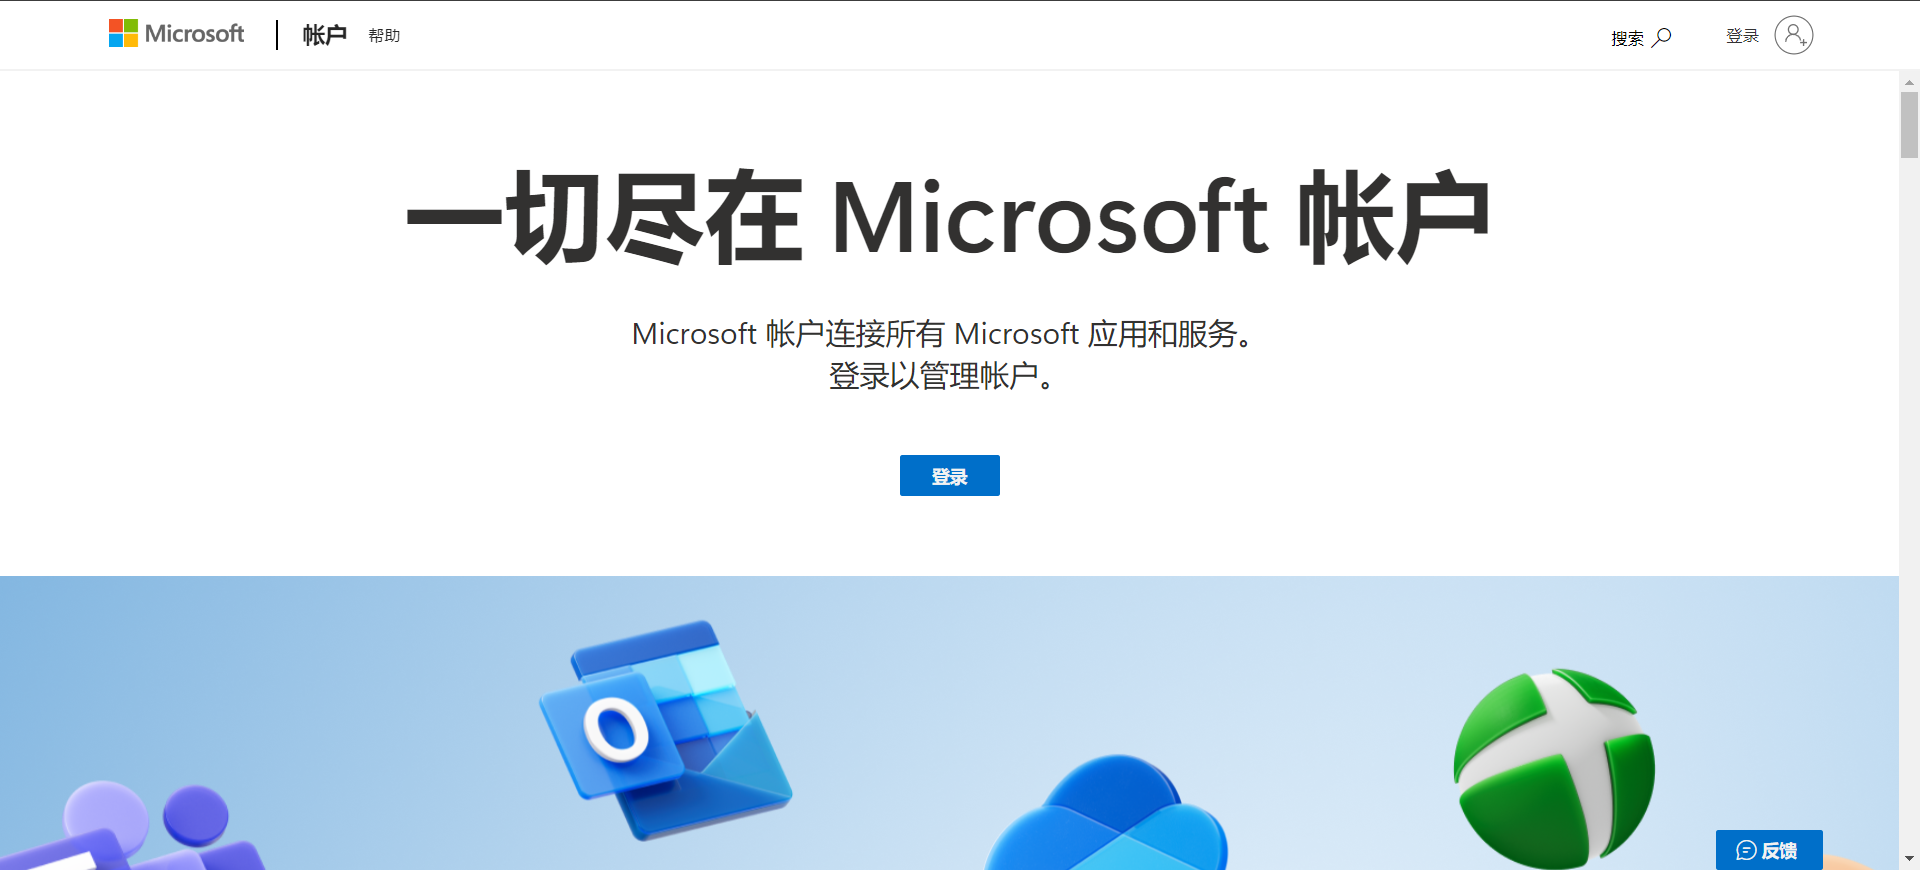 Microsoft 帐户 帮助 搜索 登录
一切尽在 Microsoft 帐户
Microsoft 帐户连接所有 Microsoft 应用和服务。
登录以管理帐户。
登录
反馈